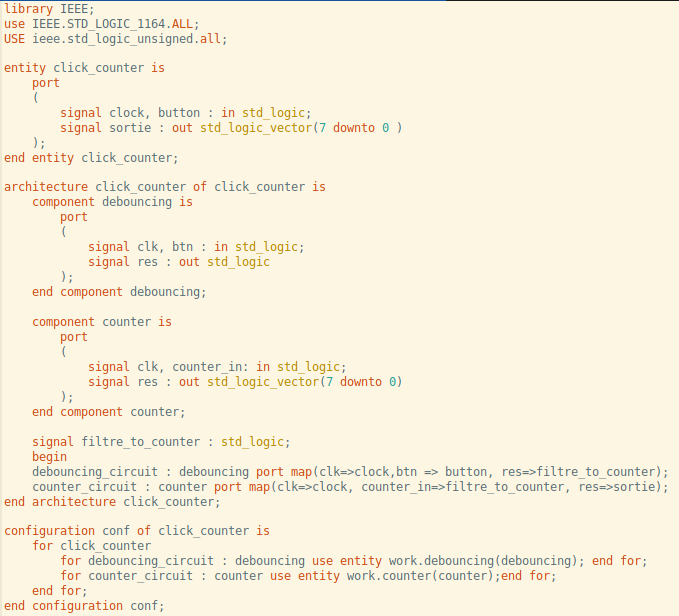 library IEEE;
use IEEE.STD_LOGIC_1164.ALL;
USE ieee.std_logic_unsigned.all;

entity click_counter is
    port
    (
        signal clock, button : in std_logic;
        signal sortie : out std_logic_vector(7 downto 0 )
    );
end entity click_counter;

architecture click_counter of click_counter is
    component debouncing is
        port
        (
            signal clk, btn : in std_logic;
            signal res : out std_logic
        );
    end component debouncing;

    component counter is
        port
        (
            signal clk, counter_in: in std_logic;
            signal res : out std_logic_vector(7 downto 0)
        );
    end component counter;

    signal filtre_to_counter : std_logic;
    begin
    debouncing_circuit : debouncing port map(clk=>clock,btn => button, res=>filtre_to_counter);
    counter_circuit : counter port map(clk=>clock, counter_in=>filtre_to_counter, res=>sortie);
end architecture click_counter;

configuration conf of click_counter is
    for click_counter
        for debouncing_circuit : debouncing use entity work.debouncing(debouncing); end for;
        for counter_circuit : counter use entity work.counter(counter);end for;
    end for;
end configuration conf;